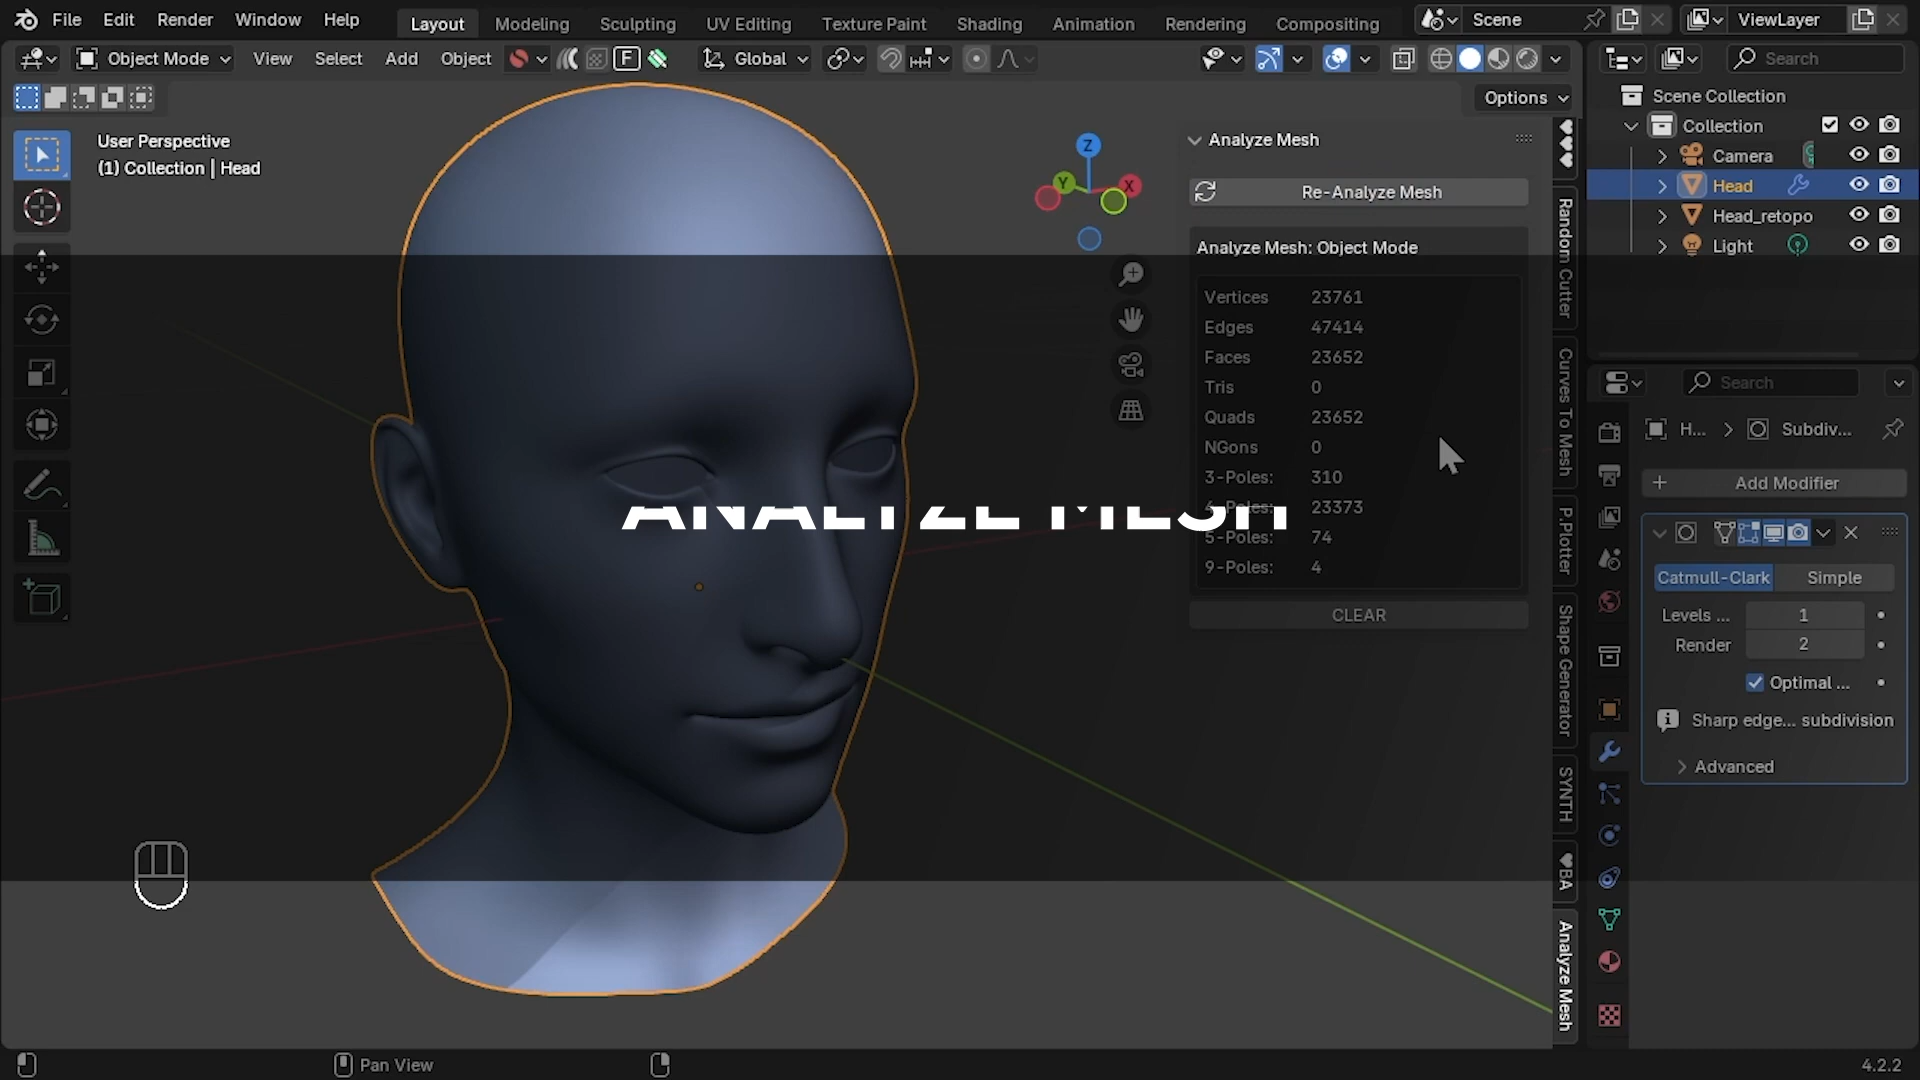 File Edit Render Window Help Layout Modeling Sculpting UV Editing Texture Paint Shading Animation Rendering Compositing Scene ViewLayer
Object Mode View Select Add Object F Global Search
Options
User Perspective
(1) Collection | Head
Z
Y
X
Analyze Mesh
Re-Analyze Mesh
Analyze Mesh: Object Mode
Vertices 23761
Edges 47414
Faces 23652
Tris 0
Quads 23652
NGons 0
3-Poles: 310
4-Poles: 23373
5-Poles: 74
9-Poles: 4
CLEAR
ANALYZE MESH
Random Cutter
Curves To Mesh
P.Plotter
Shape Generator
SYNTH
♥BA
Analyze Mesh
Scene Collection
Collection
Camera
Head
Head_retopo
Light
Search
H... Subdiv...
Add Modifier
Catmull-Clark Simple
Levels ... 1
Render 2
Optimal ...
Sharp edge... subdivision
Advanced
Pan View
4.2.2